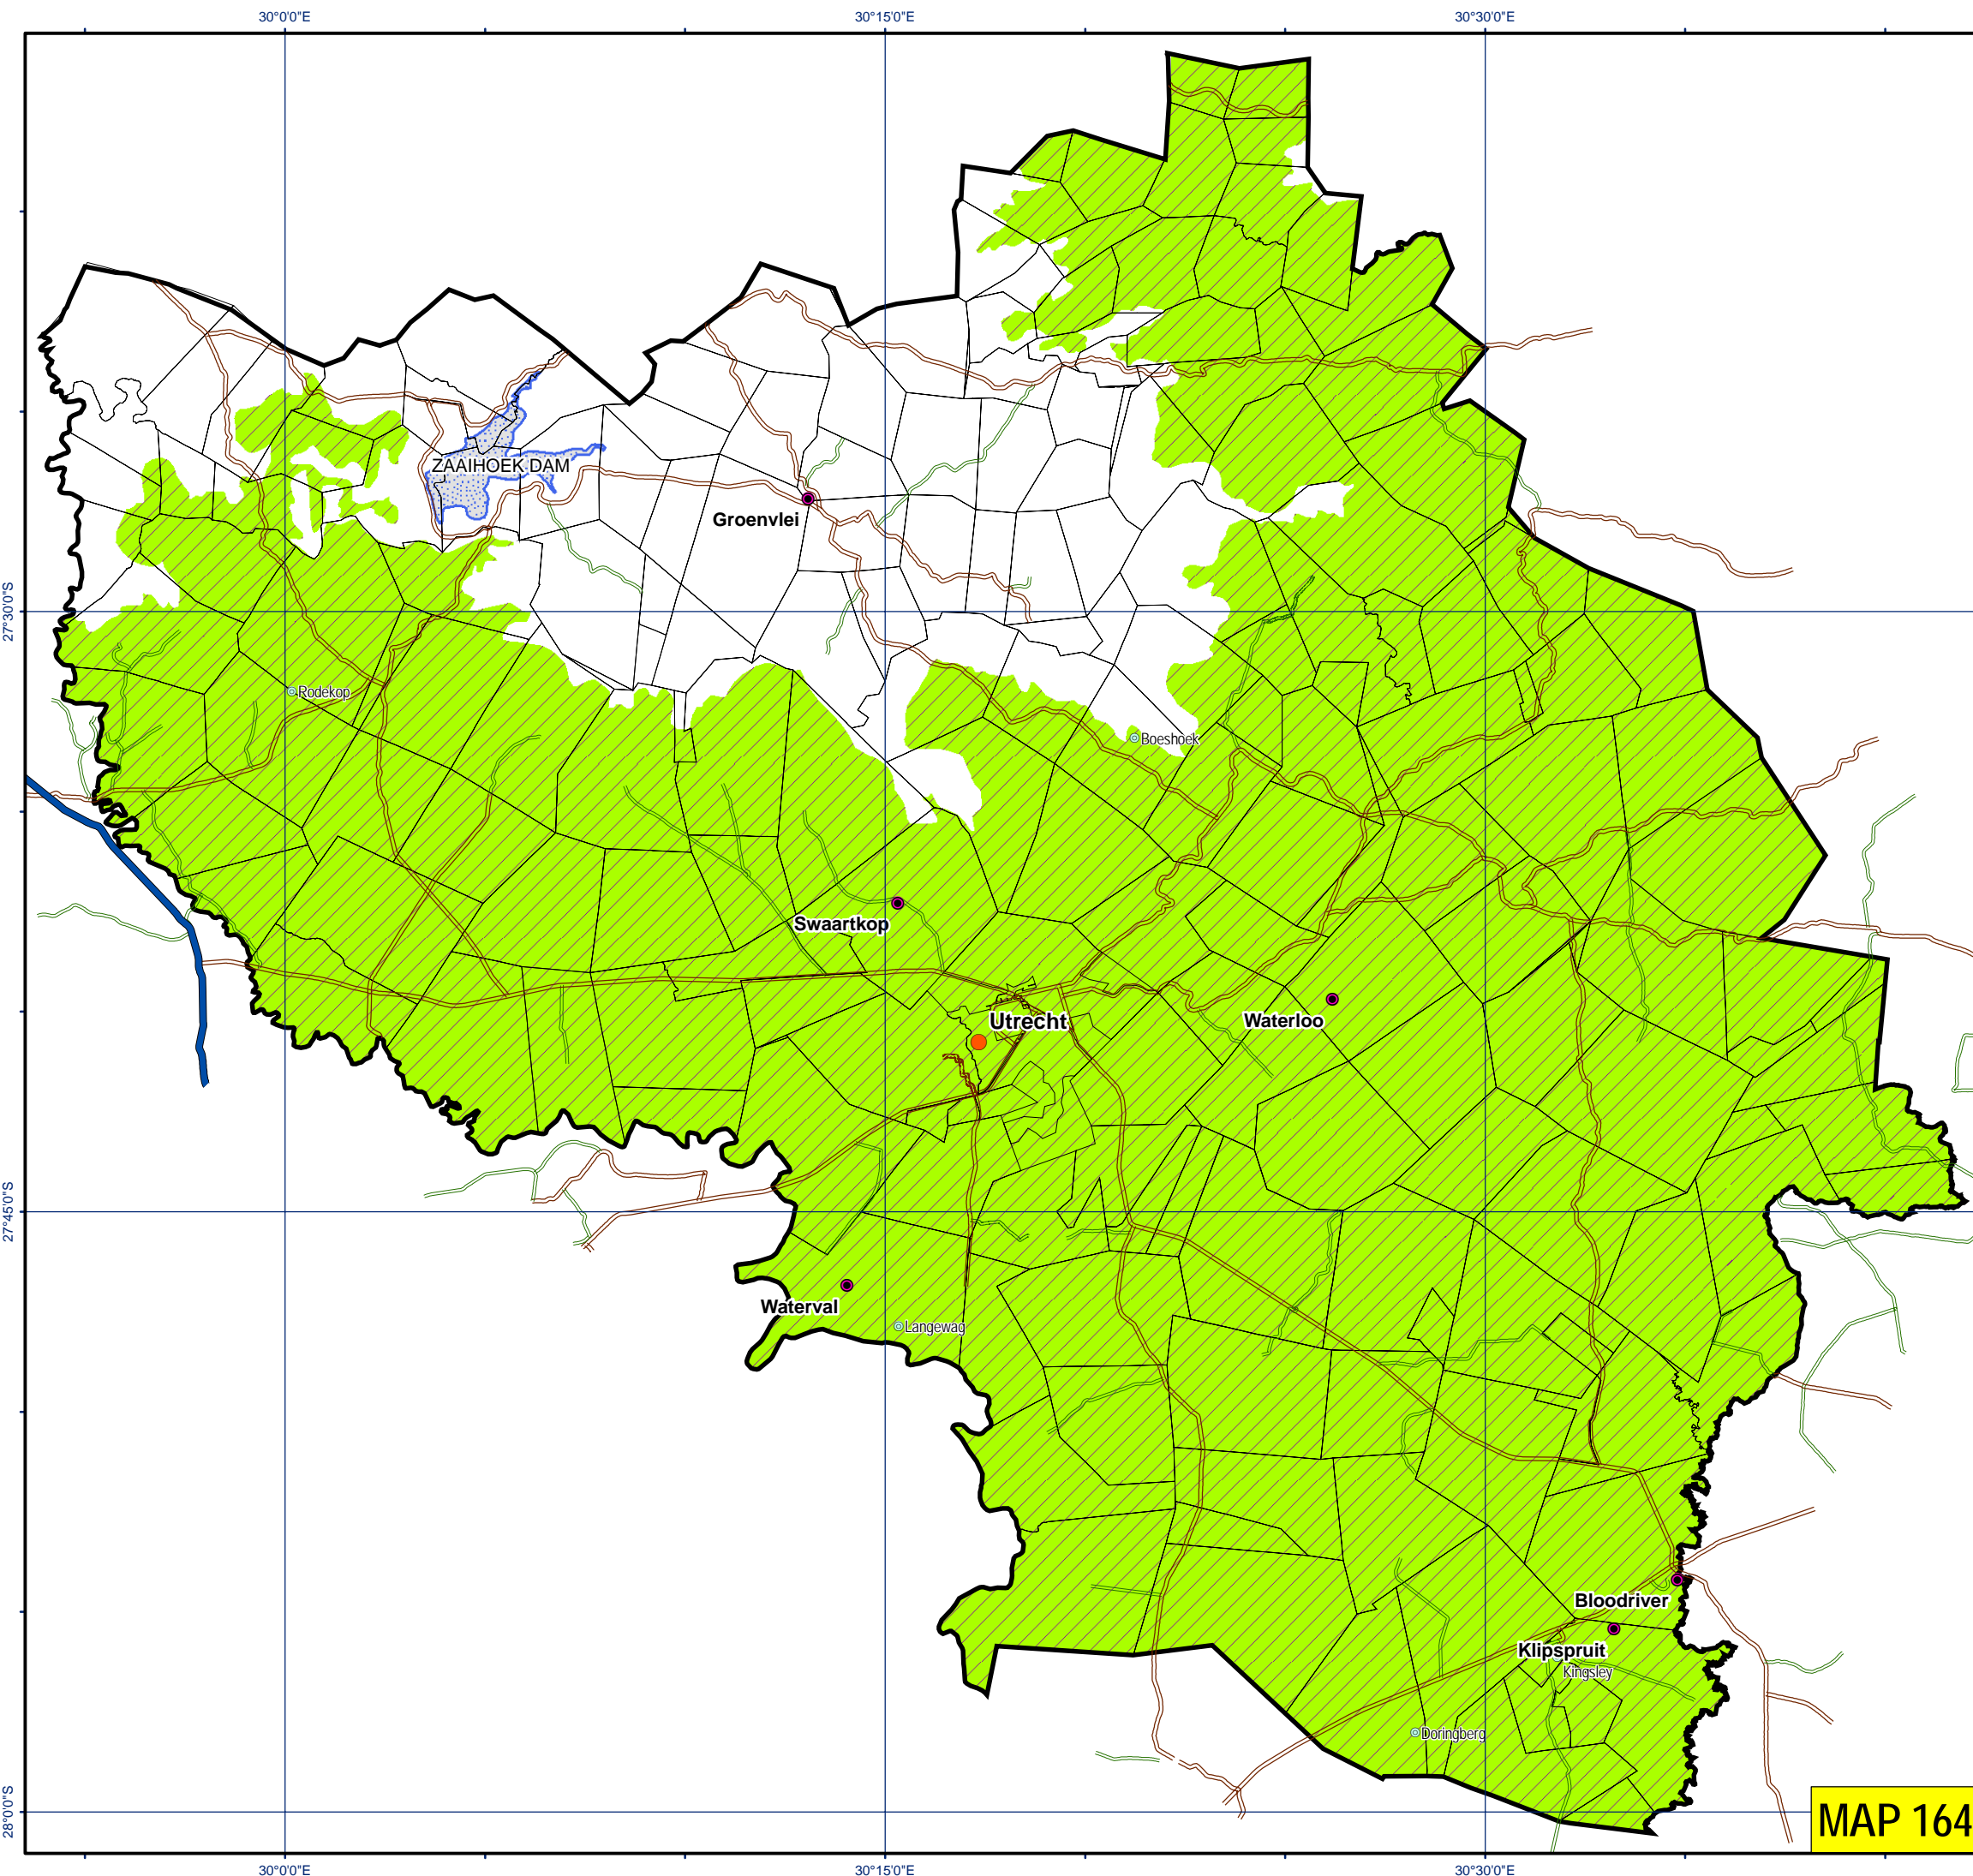 30°0'0"E
30°15'0"E
30°30'0"E
ZAAIHOEK DAM
Groenvlei
27°30'0"S
Rodekop
Boeshoek
Swaartkop
Utrecht
Waterloo
27°45'0"S
Waterval
Langewag
Bloodriver
Klipspruit
Kingsley
Doringberg
28°0'0"S
MAP 164
30°0'0"E
30°15'0"E
30°30'0"E